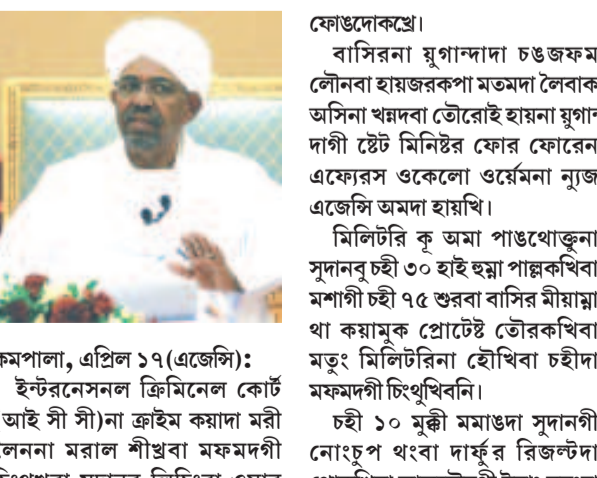 কমপালা, এপ্রিল ১৭(এজেন্সি):
ইন্টরনেসনল ক্রিমিনেল কোর্ট
আই সী সী)না ক্রাইম কয়াদা মরী
লৈননা মরাল শীখ্রবা মফমদগী
ফোঙদোকখ্রে।
বাসিরনা য়ুগান্দাদা চঙজফম
লৌনবা হায়জরকপা মতমদা লৈবাক
অসিনা খন্নদবা তৌরোই হায়না য়ুগান
দাগী ষ্টেট মিনিষ্টর ফোর ফোরেন
এফ্যেরস ওকেলো ওর্য়েমনা ন্যুজ
এজেন্সি অমদা হায়খি।
মিলিটরি কূ অমা পাঙথোক্তুনা
সুদানবু চহী ৩০ হাই হুম্না পাল্লকখিবা
মশাগী চহী ৭৫ শুরবা বাসির মীয়াম্না
থা কয়ামুক প্রোটেষ্ট তৌরকখিবা
মতুং মিলিটরিনা হৌখিবা চহীদা
মফমদগী চিংথুখিবনি।
চহী ১০ মুক্কী মমাঙদা সুদানগী
নোংচুপ থংবা দার্ফুর রিজল্টদা